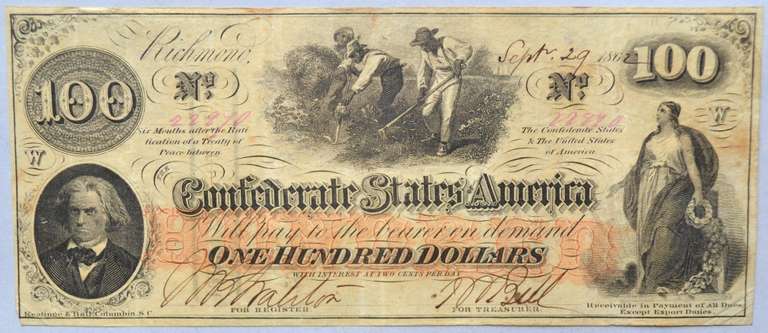 Richmond, Sept. 29 1862
100
100
No No
Six Months after the Rati
fication of a Treaty of
Peace between
The Confederate States
& The United States
of America
W W
Confederate States America
Will pay to the bearer on demand
ONE HUNDRED DOLLARS
WITH INTEREST AT TWO CENTS PER DAY
FOR REGISTER FOR TREASURER
Keatinge & Ball, Columbia, S.C.
Receivable in Payment of All Dues
Except Export Duties.